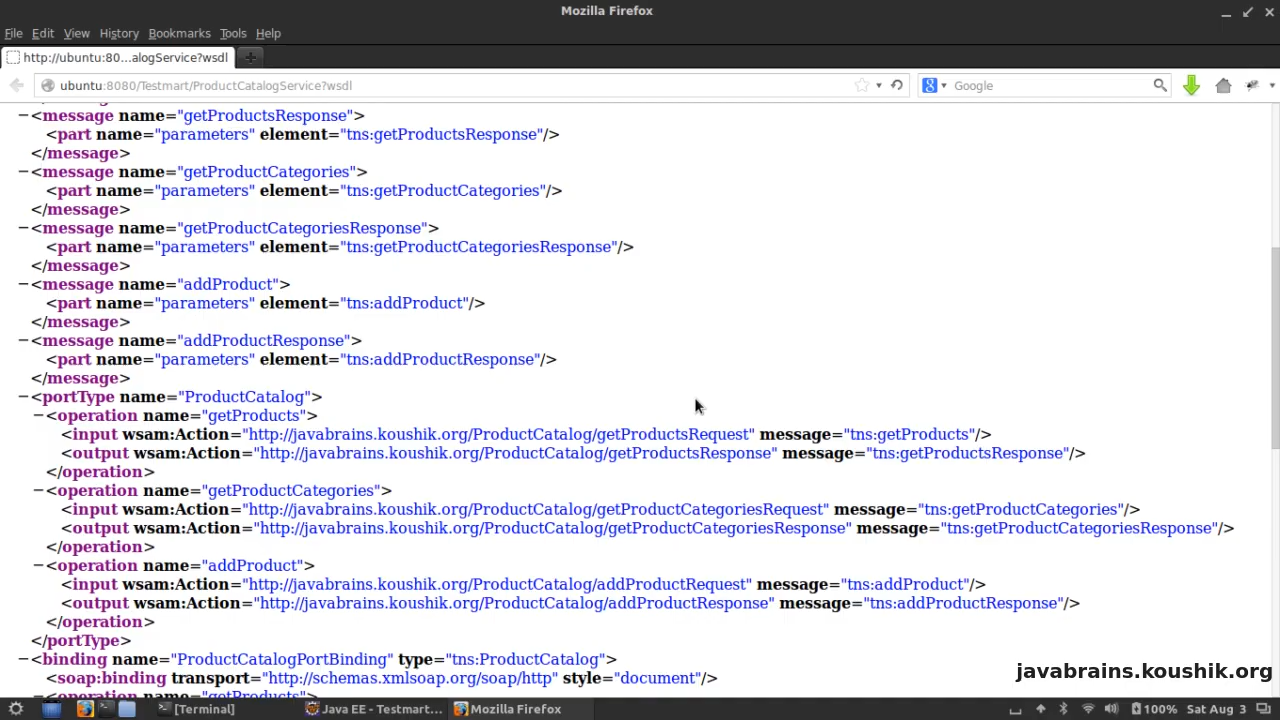 Mozilla Firefox
File Edit View History Bookmarks Tools Help
http://ubuntu:80...alogService?wsdl
ubuntu:8080/Testmart/ProductCatalogService?wsdl
Google
−<message name="getProductsResponse">
<part name="parameters" element="tns:getProductsResponse"/>
</message>
−<message name="getProductCategories">
<part name="parameters" element="tns:getProductCategories"/>
</message>
−<message name="getProductCategoriesResponse">
<part name="parameters" element="tns:getProductCategoriesResponse"/>
</message>
−<message name="addProduct">
<part name="parameters" element="tns:addProduct"/>
</message>
−<message name="addProductResponse">
<part name="parameters" element="tns:addProductResponse"/>
</message>
−<portType name="ProductCatalog">
−<operation name="getProducts">
<input wsam:Action="http://javabrains.koushik.org/ProductCatalog/getProductsRequest" message="tns:getProducts"/>
<output wsam:Action="http://javabrains.koushik.org/ProductCatalog/getProductsResponse" message="tns:getProductsResponse"/>
</operation>
−<operation name="getProductCategories">
<input wsam:Action="http://javabrains.koushik.org/ProductCatalog/getProductCategoriesRequest" message="tns:getProductCategories"/>
<output wsam:Action="http://javabrains.koushik.org/ProductCatalog/getProductCategoriesResponse" message="tns:getProductCategoriesResponse"/>
</operation>
−<operation name="addProduct">
<input wsam:Action="http://javabrains.koushik.org/ProductCatalog/addProductRequest" message="tns:addProduct"/>
<output wsam:Action="http://javabrains.koushik.org/ProductCatalog/addProductResponse" message="tns:addProductResponse"/>
</operation>
</portType>
−<binding name="ProductCatalogPortBinding" type="tns:ProductCatalog">
<soap:binding transport="http://schemas.xmlsoap.org/soap/http" style="document"/>
−<operation name="getProducts">
javabrains.koushik.org
[Terminal]
Java EE - Testmart...
Mozilla Firefox
100% Sat Aug 3